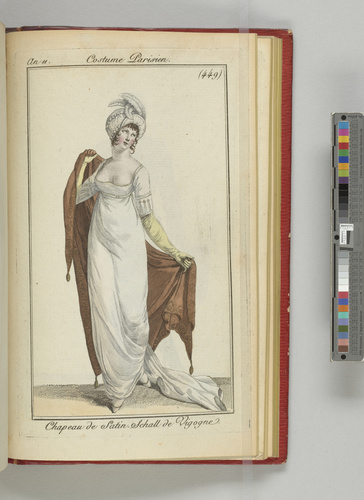 An 11. Costume Parisien.
(449)
Chapeau de Satin. Schall de Vigogne.